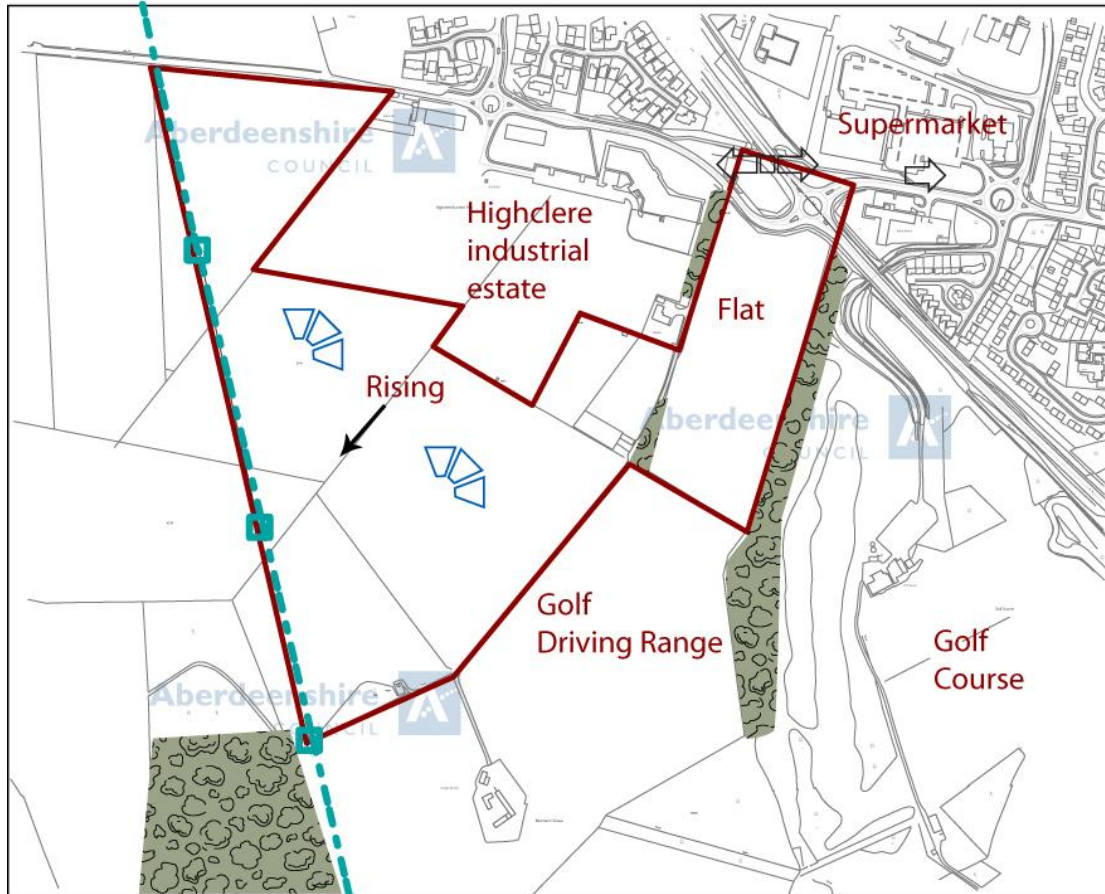 Aberdeenshire
COUNCIL
Supermarket
Highclere
industrial
estate
Flat
Rising
Aberdeenshire
COUNCIL
Golf
Driving Range
Golf
Course
Aberdeenshire
COUNCIL